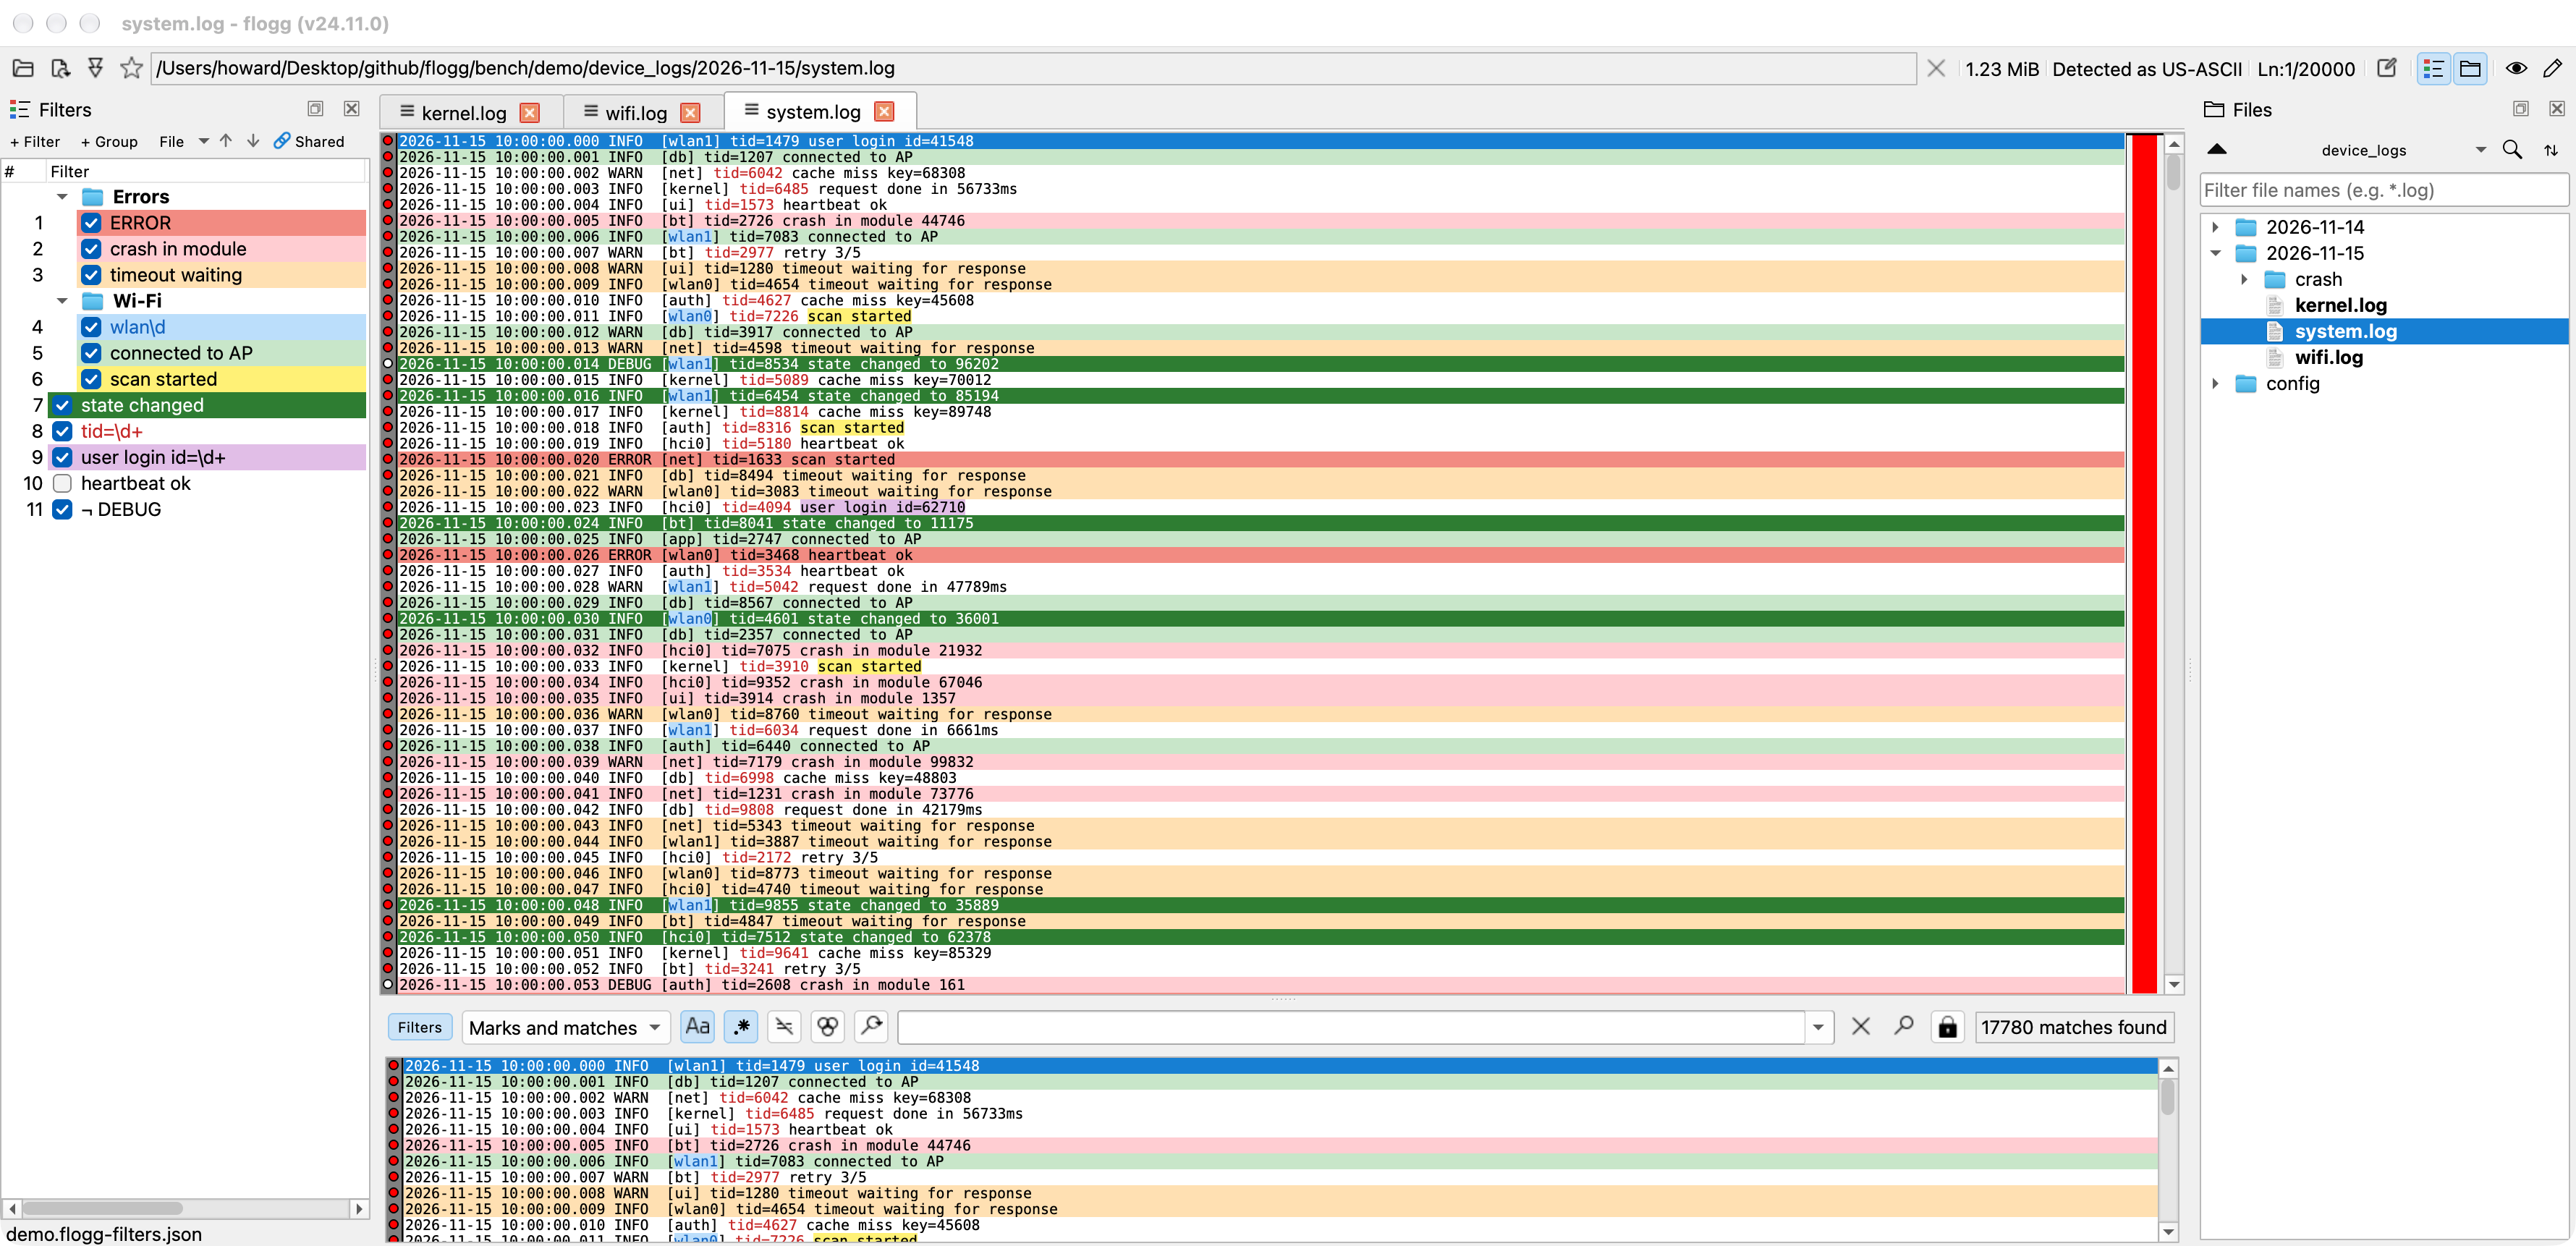 system.log - flogg (v24.11.0)
/Users/howard/Desktop/github/flogg/bench/demo/device_logs/2026-11-15/system.log
1.23 MiB Detected as US-ASCII Ln:1/20000
Filters
+ Filter + Group File Shared
# Filter
Errors
1 ERROR
2 crash in module
3 timeout waiting
Wi-Fi
4 wlan\d
5 connected to AP
6 scan started
7 state changed
8 tid=\d+
9 user login id=\d+
10 heartbeat ok
11 ¬ DEBUG
demo.flogg-filters.json
kernel.log wifi.log system.log
2026-11-15 10:00:00.000 INFO [wlan1] tid=1479 user login id=41548
2026-11-15 10:00:00.001 INFO [db] tid=1207 connected to AP
2026-11-15 10:00:00.002 WARN [net] tid=6042 cache miss key=68308
2026-11-15 10:00:00.003 INFO [kernel] tid=6485 request done in 56733ms
2026-11-15 10:00:00.004 INFO [ui] tid=1573 heartbeat ok
2026-11-15 10:00:00.005 INFO [bt] tid=2726 crash in module 44746
2026-11-15 10:00:00.006 INFO [wlan1] tid=7083 connected to AP
2026-11-15 10:00:00.007 WARN [bt] tid=2977 retry 3/5
2026-11-15 10:00:00.008 WARN [ui] tid=1280 timeout waiting for response
2026-11-15 10:00:00.009 INFO [wlan0] tid=4654 timeout waiting for response
2026-11-15 10:00:00.010 INFO [auth] tid=4627 cache miss key=45608
2026-11-15 10:00:00.011 INFO [wlan0] tid=7226 scan started
2026-11-15 10:00:00.012 WARN [db] tid=3917 connected to AP
2026-11-15 10:00:00.013 WARN [net] tid=4598 timeout waiting for response
2026-11-15 10:00:00.014 DEBUG [wlan1] tid=8534 state changed to 96202
2026-11-15 10:00:00.015 INFO [kernel] tid=5089 cache miss key=70012
2026-11-15 10:00:00.016 INFO [wlan1] tid=6454 state changed to 85194
2026-11-15 10:00:00.017 INFO [kernel] tid=8814 cache miss key=89748
2026-11-15 10:00:00.018 INFO [auth] tid=8316 scan started
2026-11-15 10:00:00.019 INFO [hci0] tid=5180 heartbeat ok
2026-11-15 10:00:00.020 ERROR [net] tid=1633 scan started
2026-11-15 10:00:00.021 INFO [db] tid=8494 timeout waiting for response
2026-11-15 10:00:00.022 WARN [wlan0] tid=3083 timeout waiting for response
2026-11-15 10:00:00.023 INFO [hci0] tid=4094 user login id=62710
2026-11-15 10:00:00.024 INFO [bt] tid=8041 state changed to 11175
2026-11-15 10:00:00.025 INFO [app] tid=2747 connected to AP
2026-11-15 10:00:00.026 ERROR [wlan0] tid=3468 heartbeat ok
2026-11-15 10:00:00.027 INFO [auth] tid=3534 heartbeat ok
2026-11-15 10:00:00.028 WARN [wlan1] tid=5042 request done in 47789ms
2026-11-15 10:00:00.029 INFO [db] tid=8567 connected to AP
2026-11-15 10:00:00.030 INFO [wlan0] tid=4601 state changed to 36001
2026-11-15 10:00:00.031 INFO [db] tid=2357 connected to AP
2026-11-15 10:00:00.032 INFO [hci0] tid=7075 crash in module 21932
2026-11-15 10:00:00.033 INFO [kernel] tid=3910 scan started
2026-11-15 10:00:00.034 INFO [hci0] tid=9352 crash in module 67046
2026-11-15 10:00:00.035 INFO [ui] tid=3914 crash in module 1357
2026-11-15 10:00:00.036 WARN [wlan0] tid=8760 timeout waiting for response
2026-11-15 10:00:00.037 INFO [wlan1] tid=6034 request done in 6661ms
2026-11-15 10:00:00.038 INFO [auth] tid=6440 connected to AP
2026-11-15 10:00:00.039 WARN [net] tid=7179 crash in module 99832
2026-11-15 10:00:00.040 INFO [db] tid=6998 cache miss key=48803
2026-11-15 10:00:00.041 INFO [net] tid=1231 crash in module 73776
2026-11-15 10:00:00.042 INFO [db] tid=9808 request done in 42179ms
2026-11-15 10:00:00.043 INFO [net] tid=5343 timeout waiting for response
2026-11-15 10:00:00.044 INFO [wlan1] tid=3887 timeout waiting for response
2026-11-15 10:00:00.045 INFO [hci0] tid=2172 retry 3/5
2026-11-15 10:00:00.046 INFO [wlan0] tid=8773 timeout waiting for response
2026-11-15 10:00:00.047 INFO [hci0] tid=4740 timeout waiting for response
2026-11-15 10:00:00.048 INFO [wlan1] tid=9855 state changed to 35889
2026-11-15 10:00:00.049 INFO [bt] tid=4847 timeout waiting for response
2026-11-15 10:00:00.050 INFO [hci0] tid=7512 state changed to 62378
2026-11-15 10:00:00.051 INFO [kernel] tid=9641 cache miss key=85329
2026-11-15 10:00:00.052 INFO [bt] tid=3241 retry 3/5
2026-11-15 10:00:00.053 DEBUG [auth] tid=2608 crash in module 161
Filters Marks and matches Aa .* 17780 matches found
2026-11-15 10:00:00.000 INFO [wlan1] tid=1479 user login id=41548
2026-11-15 10:00:00.001 INFO [db] tid=1207 connected to AP
2026-11-15 10:00:00.002 WARN [net] tid=6042 cache miss key=68308
2026-11-15 10:00:00.003 INFO [kernel] tid=6485 request done in 56733ms
2026-11-15 10:00:00.004 INFO [ui] tid=1573 heartbeat ok
2026-11-15 10:00:00.005 INFO [bt] tid=2726 crash in module 44746
2026-11-15 10:00:00.006 INFO [wlan1] tid=7083 connected to AP
2026-11-15 10:00:00.007 WARN [bt] tid=2977 retry 3/5
2026-11-15 10:00:00.008 WARN [ui] tid=1280 timeout waiting for response
2026-11-15 10:00:00.009 INFO [wlan0] tid=4654 timeout waiting for response
2026-11-15 10:00:00.010 INFO [auth] tid=4627 cache miss key=45608
2026-11-15 10:00:00.011 INFO [wlan0] tid=7226 scan started
Files
device_logs
Filter file names (e.g. *.log)
2026-11-14
2026-11-15
crash
kernel.log
system.log
wifi.log
config